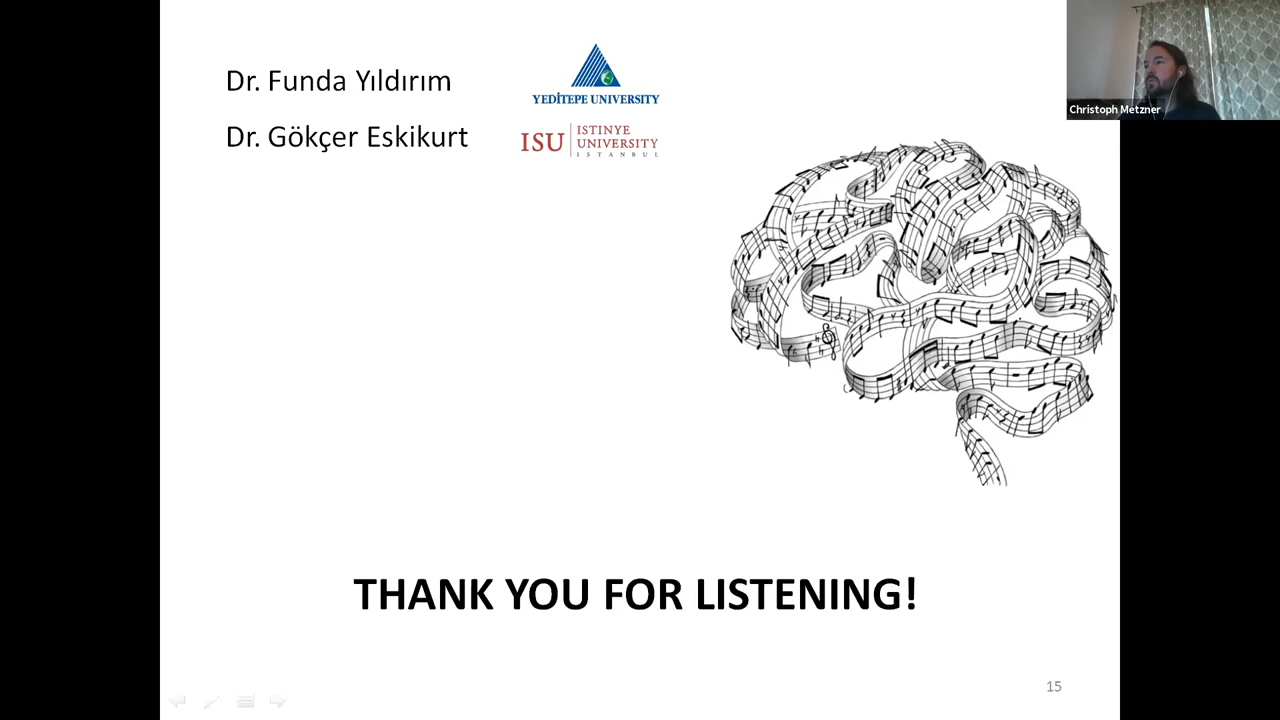 Dr. Funda Yıldırım
YEDİTEPE UNIVERSITY
Dr. Gökçer Eskikurt
ISU
ISTINYE
UNIVERSITY
ISTANBUL
Christoph Metzner
THANK YOU FOR LISTENING!
15